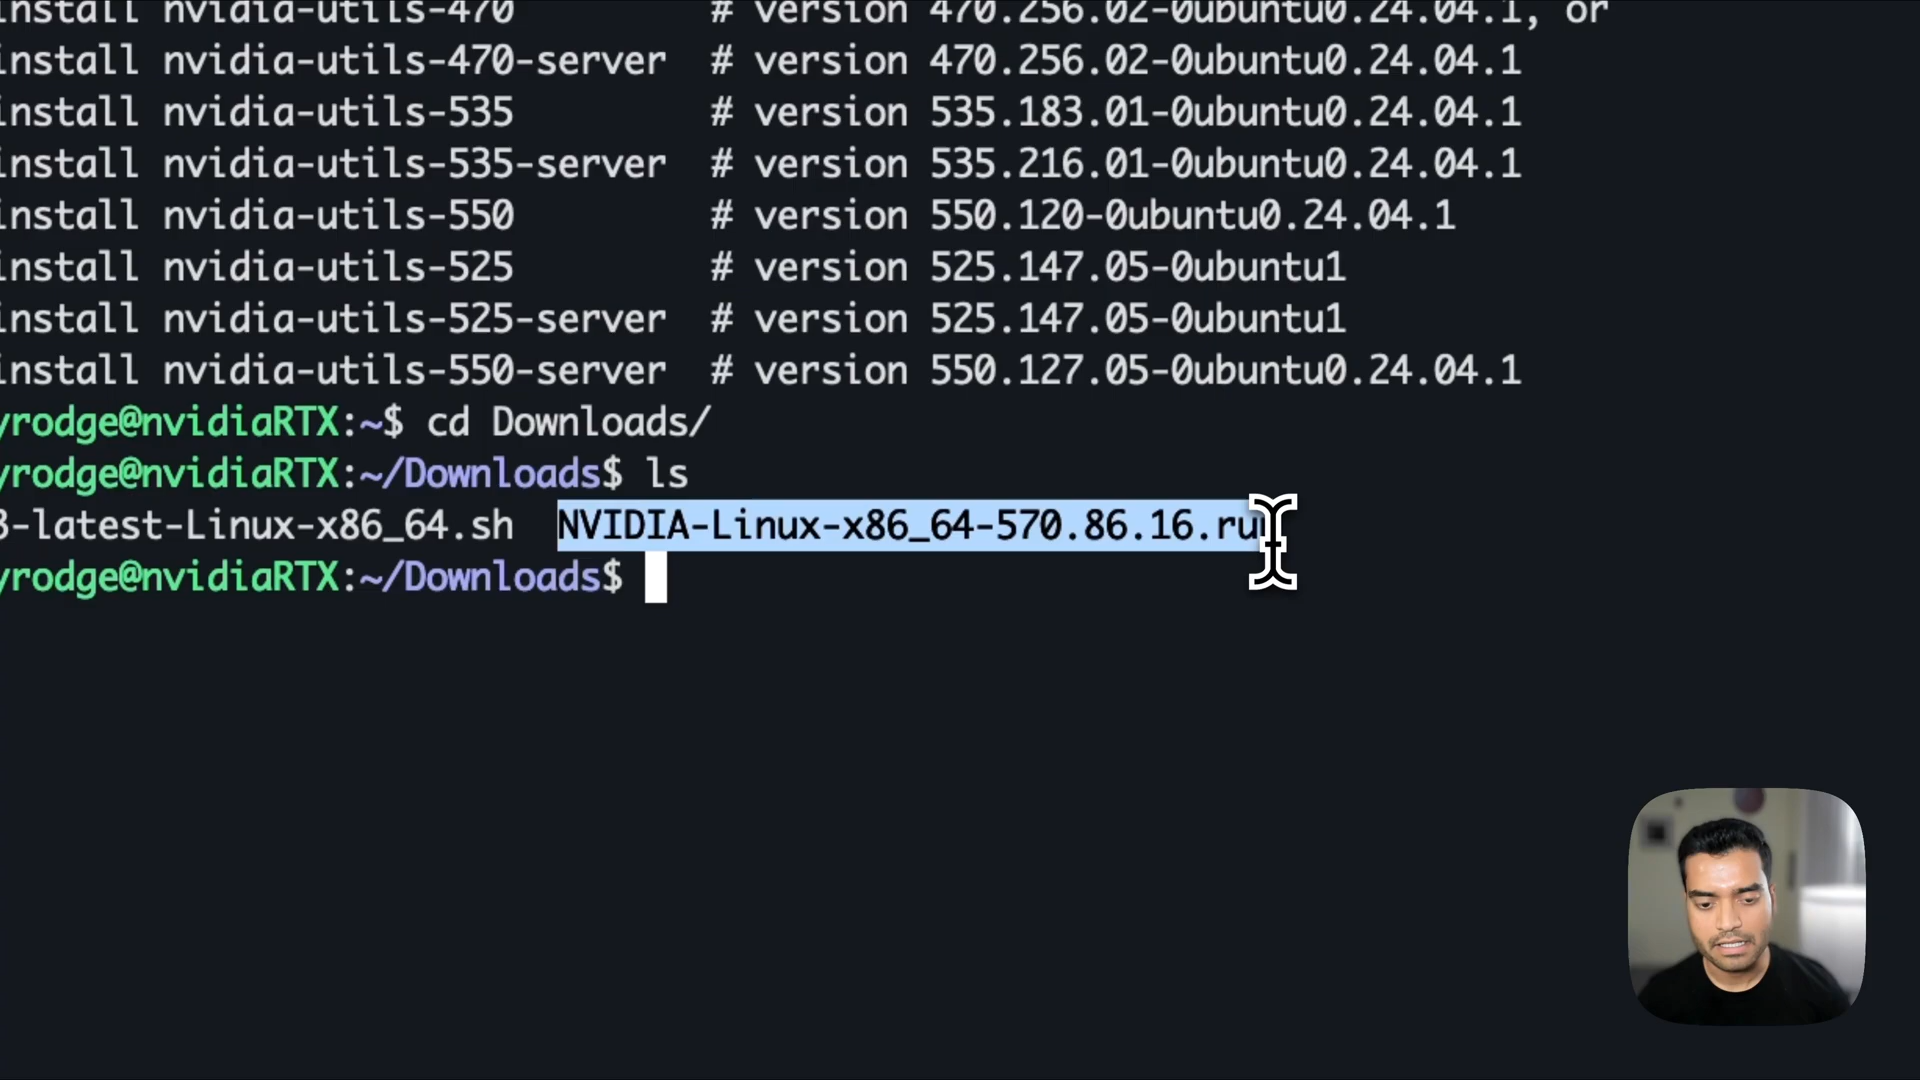 install nvidia-utils-470 # version 470.256.02-0ubuntu0.24.04.1, or
install nvidia-utils-470-server # version 470.256.02-0ubuntu0.24.04.1
install nvidia-utils-535 # version 535.183.01-0ubuntu0.24.04.1
install nvidia-utils-535-server # version 535.216.01-0ubuntu0.24.04.1
install nvidia-utils-550 # version 550.120-0ubuntu0.24.04.1
install nvidia-utils-525 # version 525.147.05-0ubuntu1
install nvidia-utils-525-server # version 525.147.05-0ubuntu1
install nvidia-utils-550-server # version 550.127.05-0ubuntu0.24.04.1
yrodge@nvidiaRTX:~$ cd Downloads/
yrodge@nvidiaRTX:~/Downloads$ ls
3-latest-Linux-x86_64.sh NVIDIA-Linux-x86_64-570.86.16.ru
yrodge@nvidiaRTX:~/Downloads$